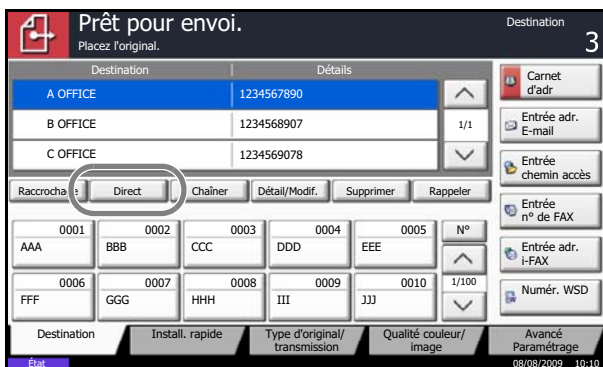 Prêt pour envoi.
Placez l'original.
Destination
3
Destination Détails
A OFFICE 1234567890
B OFFICE 1234568907
1/1
C OFFICE 1234569078
Carnet
d'adr
Entrée adr.
E-mail
Entrée
chemin accès
Entrée
n° de FAX
Entrée adr.
i-FAX
Numér. WSD
Raccrochage Direct Chaîner Détail/Modif. Supprimer Rappeler
0001 0002 0003 0004 0005 N°
AAA BBB CCC DDD EEE
0006 0007 0008 0009 0010 1/100
FFF GGG HHH III JJJ
Destination Install. rapide Type d'original/
transmission Qualité couleur/
image Avancé
Paramétrage
État 08/08/2009 10:10